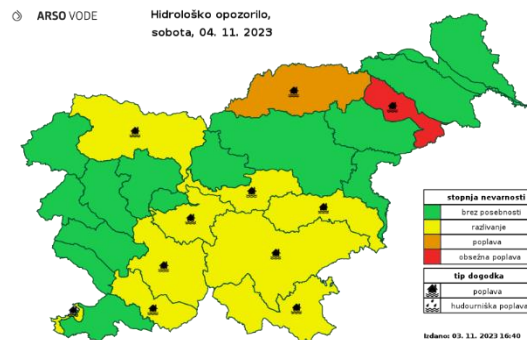 ARSO VODE
Hidrološko opozorilo,
sobota, 04. 11. 2023
stopnja nevarnosti
brez posebnosti
razlivanje
poplava
obsežna poplava
tip dogodka
poplava
hudourniška poplava
Izdano: 03. 11. 2023 16:40